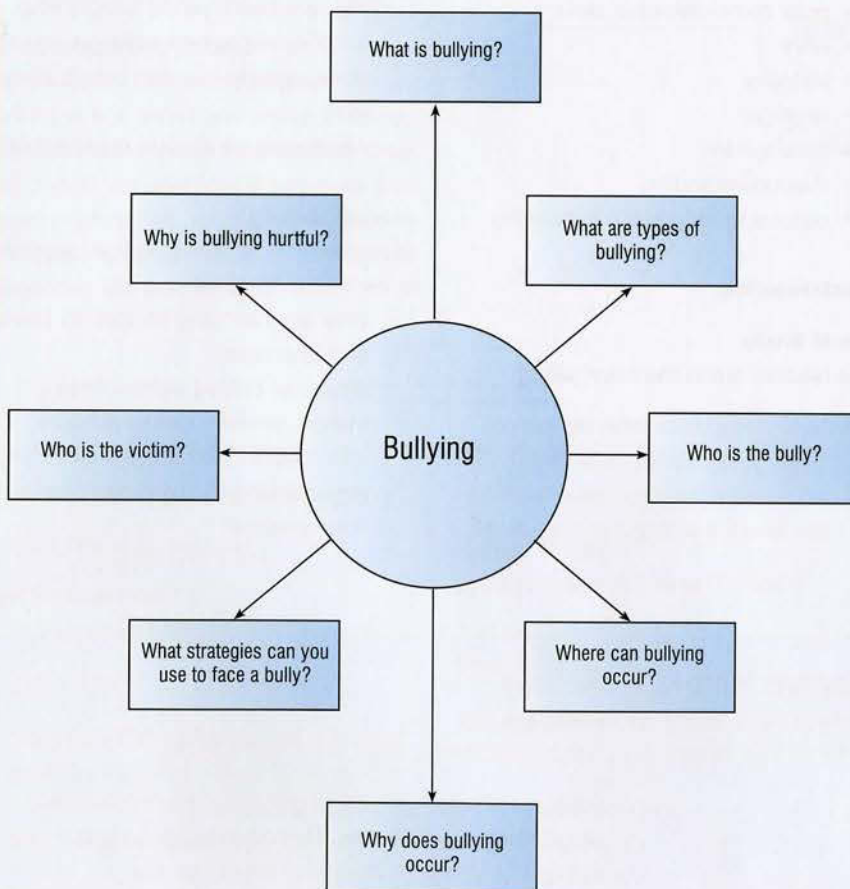 What is bullying?
Why is bullying hurtful?
What are types of
bullying?
Who is the victim?
Bullying
Who is the bully?
What strategies can you
use to face a bully?
Where can bullying
occur?
Why does bullying
occur?